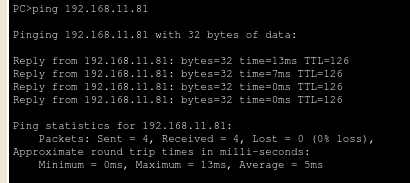 PC>ping 192.168.11.81
Pinging 192.168.11.81 with 32 bytes of data:
Reply from 192.168.11.81: bytes=32 time=13ms TTL=126
Reply from 192.168.11.81: bytes=32 time=7ms TTL=126
Reply from 192.168.11.81: bytes=32 time=0ms TTL=126
Reply from 192.168.11.81: bytes=32 time=0ms TTL=126
Ping statistics for 192.168.11.81:
Packets: Sent = 4, Received = 4, Lost = 0 (0% loss),
Approximate round trip times in milli-seconds:
Minimum = 0ms, Maximum = 13ms, Average = 5ms